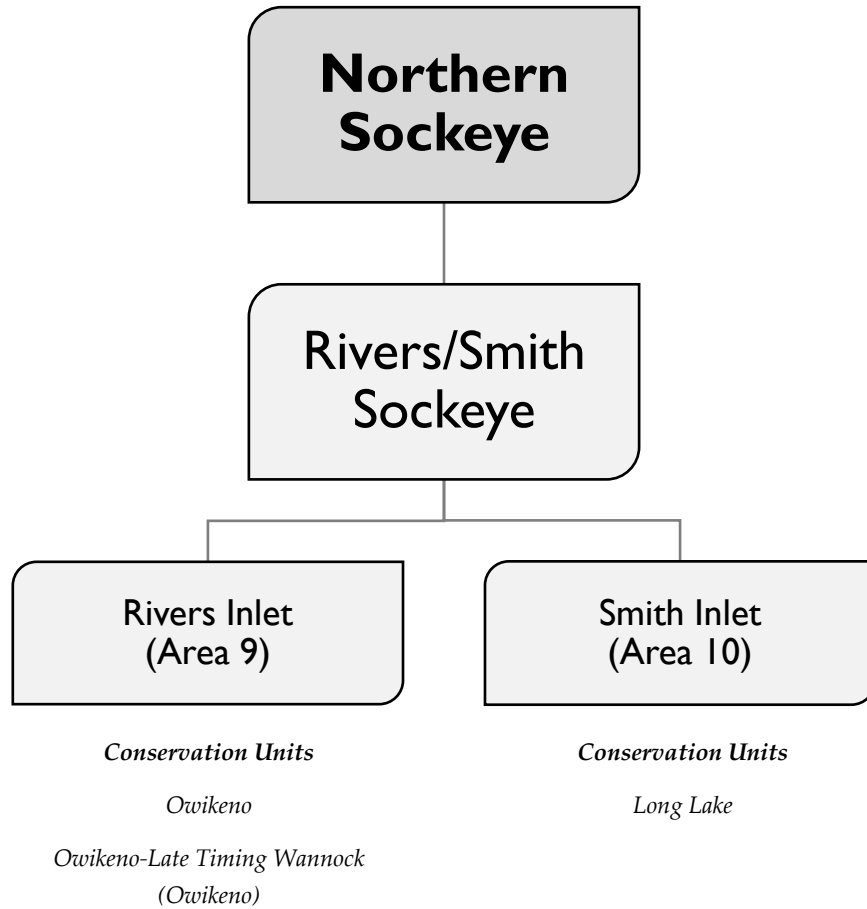 Northern
Sockeye
Rivers/Smith
Sockeye
Rivers Inlet
(Area 9)
Smith Inlet
(Area 10)
Conservation Units
Owikeno
Owikeno-Late Timing Wannock
(Owikeno)
Conservation Units
Long Lake